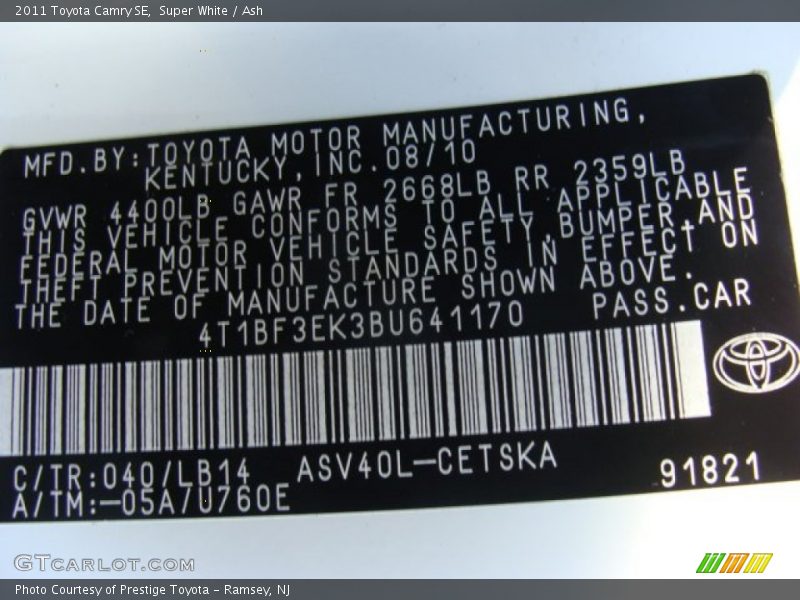 2011 Toyota Camry SE, Super White / Ash
MFD.BY:TOYOTA MOTOR MANUFACTURING,
KENTUCKY,INC.08/10
GVWR 4400LB GAWR FR 2668LB RR 2359LB
THIS VEHICLE CONFORMS TO ALL APPLICABLE
FEDERAL MOTOR VEHICLE SAFETY,BUMPER,AND
THEFT PREVENTION STANDARDS IN EFFECT ON
THE DATE OF MANUFACTURE SHOWN ABOVE.
4T1BF3EK3BU641170 PASS.CAR
C/TR:040/LB14 ASV40L-CETSKA
A/TM:-05A/U760E 91821
GTCARLOT.COM
Photo Courtesy of Prestige Toyota - Ramsey, NJ